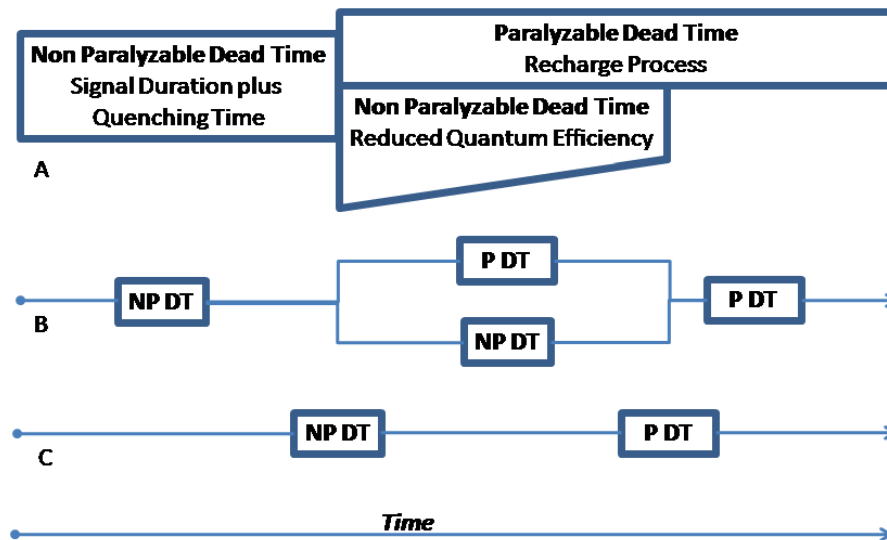 Non Paralyzable Dead Time
Signal Duration plus
Quenching Time
Paralyzable Dead Time
Recharge Process
Non Paralyzable Dead Time
Reduced Quantum Efficiency
A
P DT
NP DT
P DT
NP DT
B
NP DT
P DT
C
Time